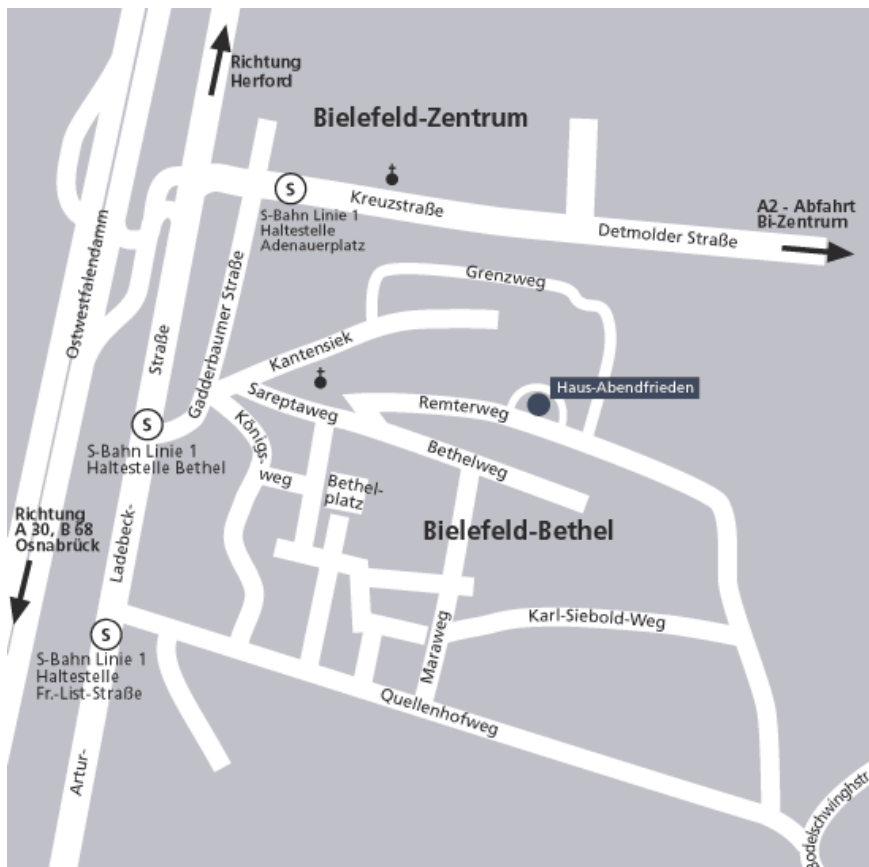 Richtung
Herford
Bielefeld-Zentrum
S
Kreuzstraße
S-Bahn Linie 1
Haltestelle
Adenauerplatz
A2 - Abfahrt
Bi-Zentrum
Detmolder Straße
Ostwestfalendamm
Grenzweg
Straße
Gadderbaumer Straße
Kantensiek
Haus-Abendfrieden
Sareptaweg
Remterweg
S
S-Bahn Linie 1
Haltestelle Bethel
Königs-
weg
Bethelweg
Bethel-
platz
Richtung
A 30, B 68
Osnabrück
Ladebeck-
Bielefeld-Bethel
S
S-Bahn Linie 1
Haltestelle
Fr.-List-Straße
Karl-Siebold-Weg
Maraweg
Quellenhofweg
Artur-
Bodelschwinghstr.